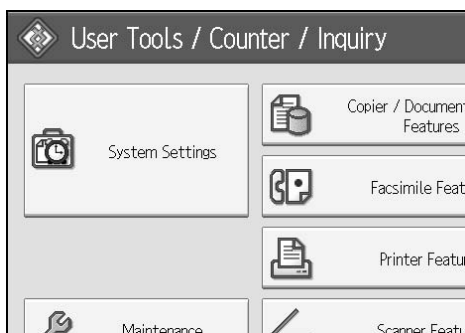 User Tools / Counter / Inquiry
System Settings
Copier / Document
Features
Facsimile Feat
Printer Featu
Maintenance
Scanner Featu